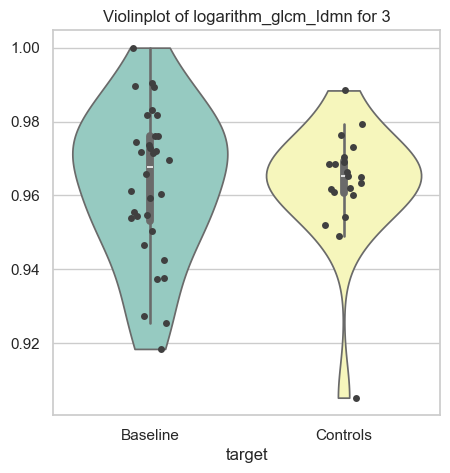 Violinplot of logarithm_glcm_Idmn for 3
1.00
0.98
0.96
0.94
0.92
Baseline
Controls
target